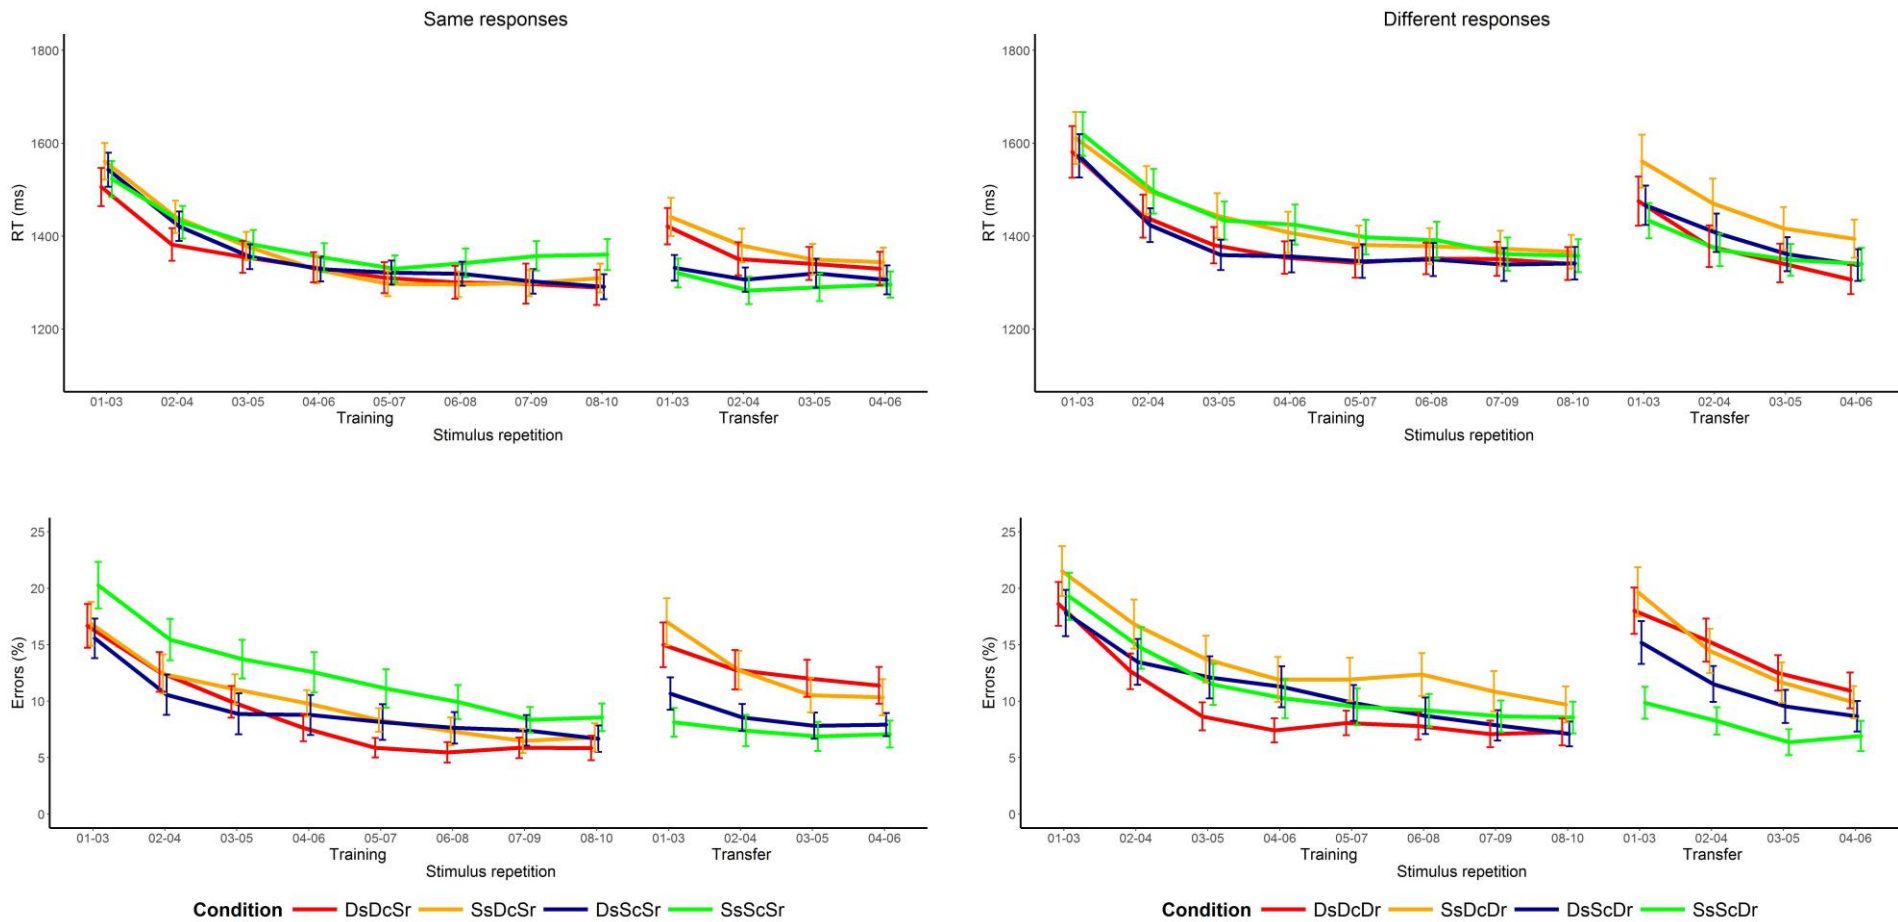 Same responses
1800
1600
1400
1200
RT (ms)
01-03 02-04 03-05 04-06 05-07 06-08 07-09 08-10 01-03 02-04 03-05 04-06
Training Transfer
Stimulus repetition
Different responses
1800
1600
1400
1200
RT (ms)
01-03 02-04 03-05 04-06 05-07 06-08 07-09 08-10 01-03 02-04 03-05 04-06
Training Transfer
Stimulus repetition
25
20
15
10
5
0
Errors (%)
01-03 02-04 03-05 04-06 05-07 06-08 07-09 08-10 01-03 02-04 03-05 04-06
Training Transfer
Stimulus repetition
Condition DsDcSr SsDcSr DsScSr SsScSr
25
20
15
10
5
0
Errors (%)
01-03 02-04 03-05 04-06 05-07 06-08 07-09 08-10 01-03 02-04 03-05 04-06
Training Transfer
Stimulus repetition
Condition DsDcDr SsDcDr DsScDr SsScDr